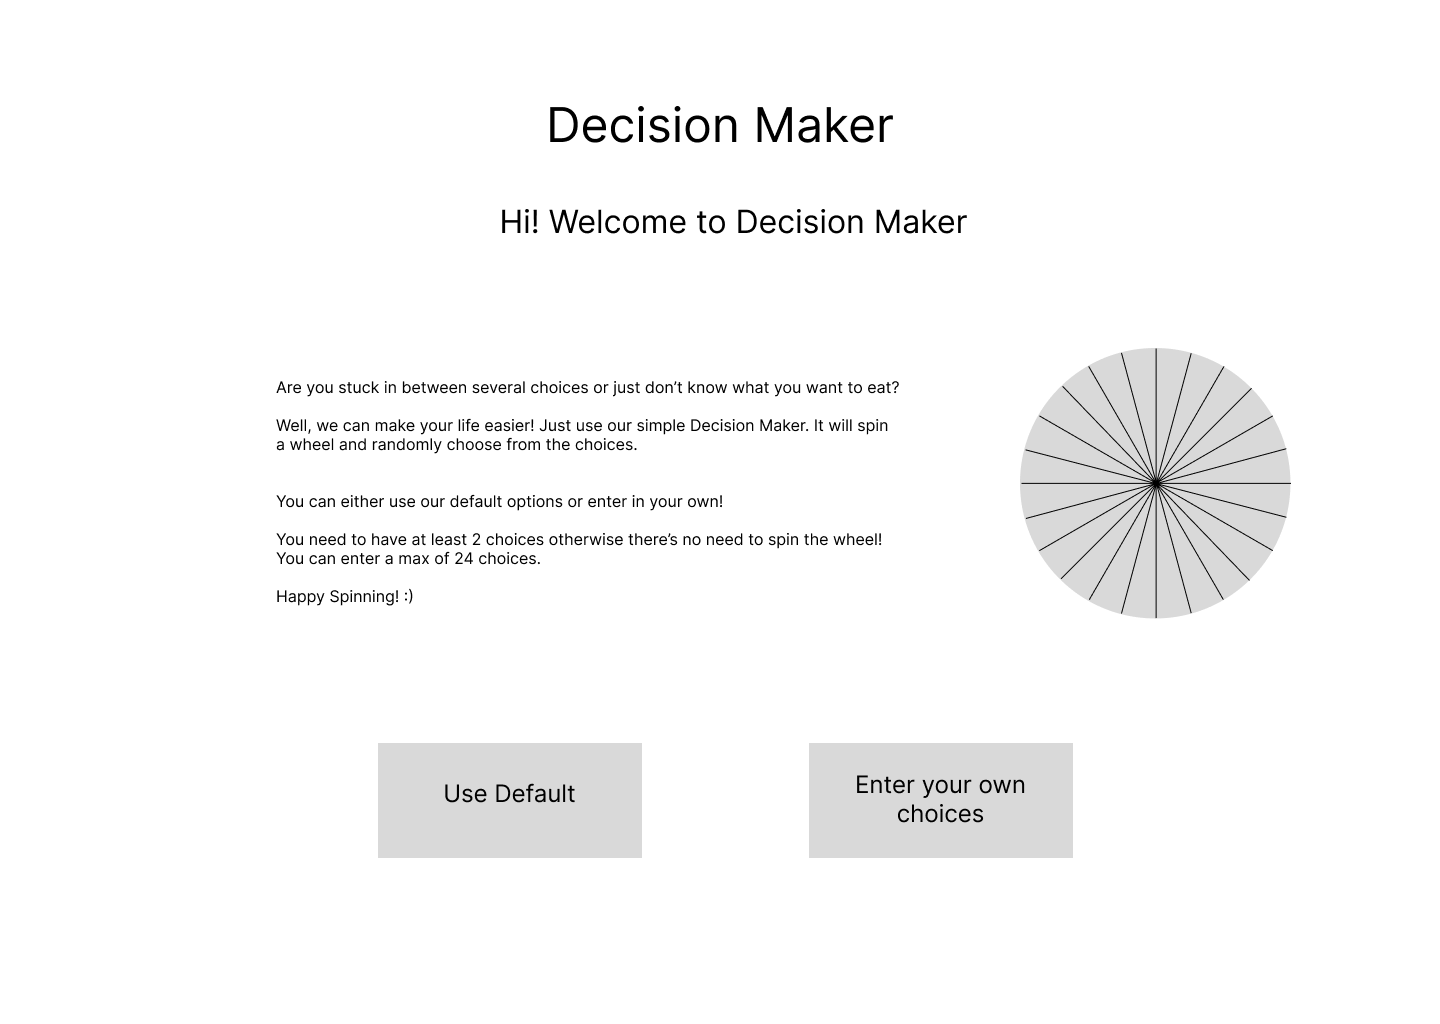 Decision Maker
Hi! Welcome to Decision Maker
Are you stuck in between several choices or just don’t know what you want to eat?
Well, we can make your life easier! Just use our simple Decision Maker. It will spin
a wheel and randomly choose from the choices.
You can either use our default options or enter in your own!
You need to have at least 2 choices otherwise there’s no need to spin the wheel!
You can enter a max of 24 choices.
Happy Spinning! :)
Use Default
Enter your own
choices